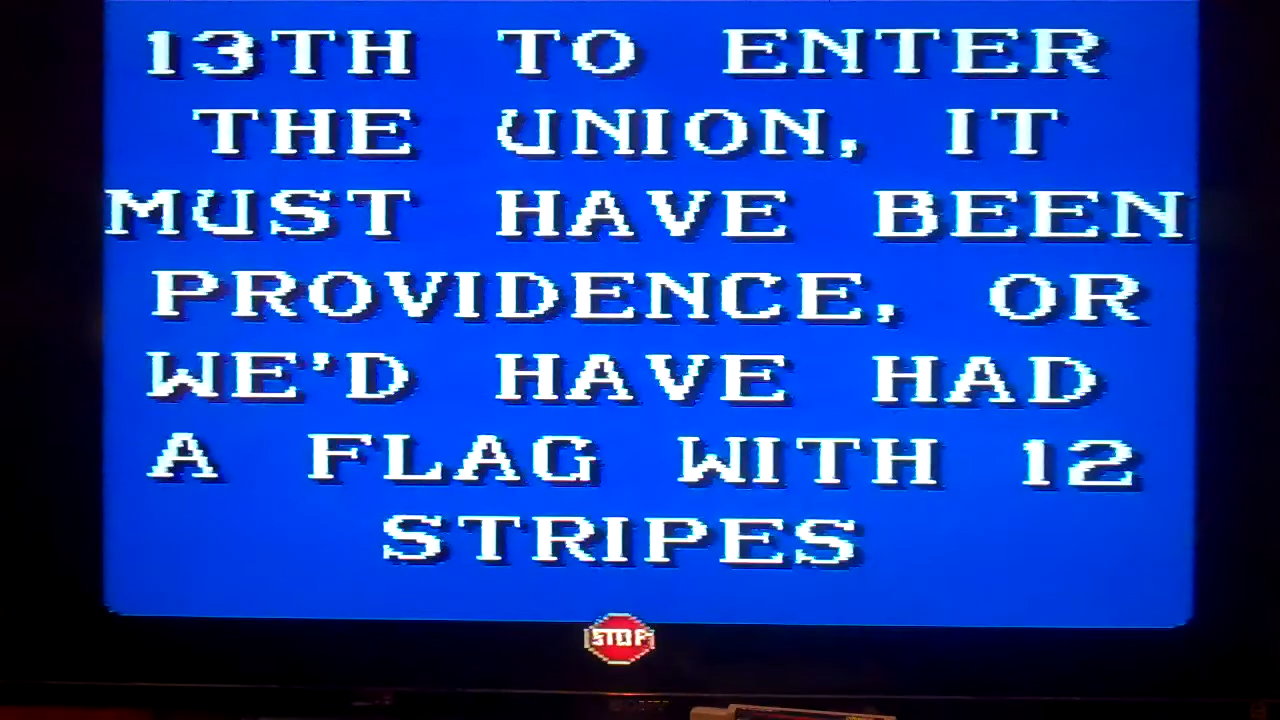 13TH TO ENTER
THE UNION, IT
MUST HAVE BEEN
PROVIDENCE, OR
WE'D HAVE HAD
A FLAG WITH 12
STRIPES
STOP
SONY